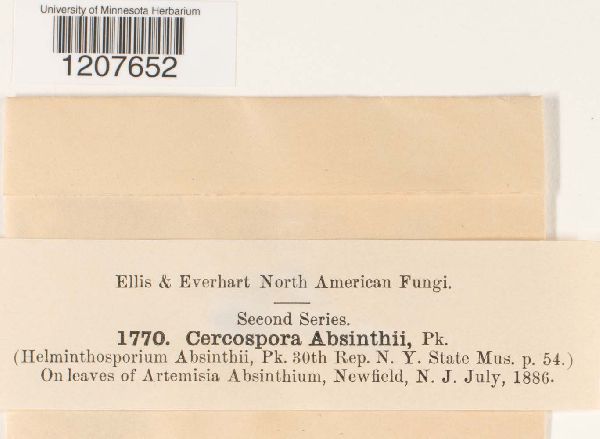 University of Minnesota Herbarium
1207652
Ellis & Everhart North American Fungi.
Second Series.
1770. Cercospora Absinthii, Pk.
(Helminthosporium Absinthii, Pk. 30th Rep. N. Y. State Mus. p. 54.)
On leaves of Artemisia Absinthium, Newfield, N. J. July, 1886.